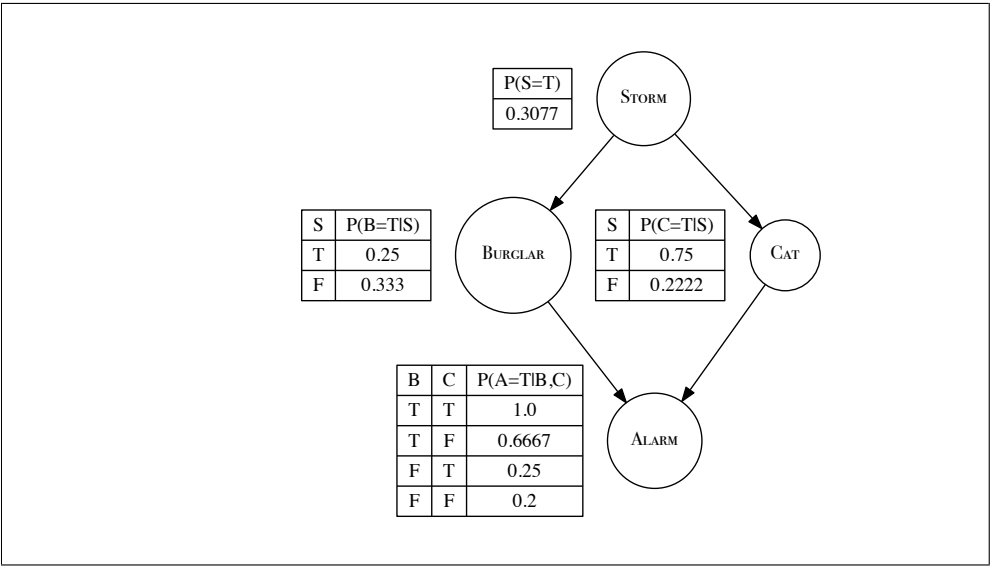 P(S=T)
0.3077
Storm
S P(B=T|S)
T 0.25
F 0.333
Burglar
S P(C=T|S)
T 0.75
F 0.2222
Cat
B C P(A=T|B,C)
T T 1.0
T F 0.6667
F T 0.25
F F 0.2
Alarm